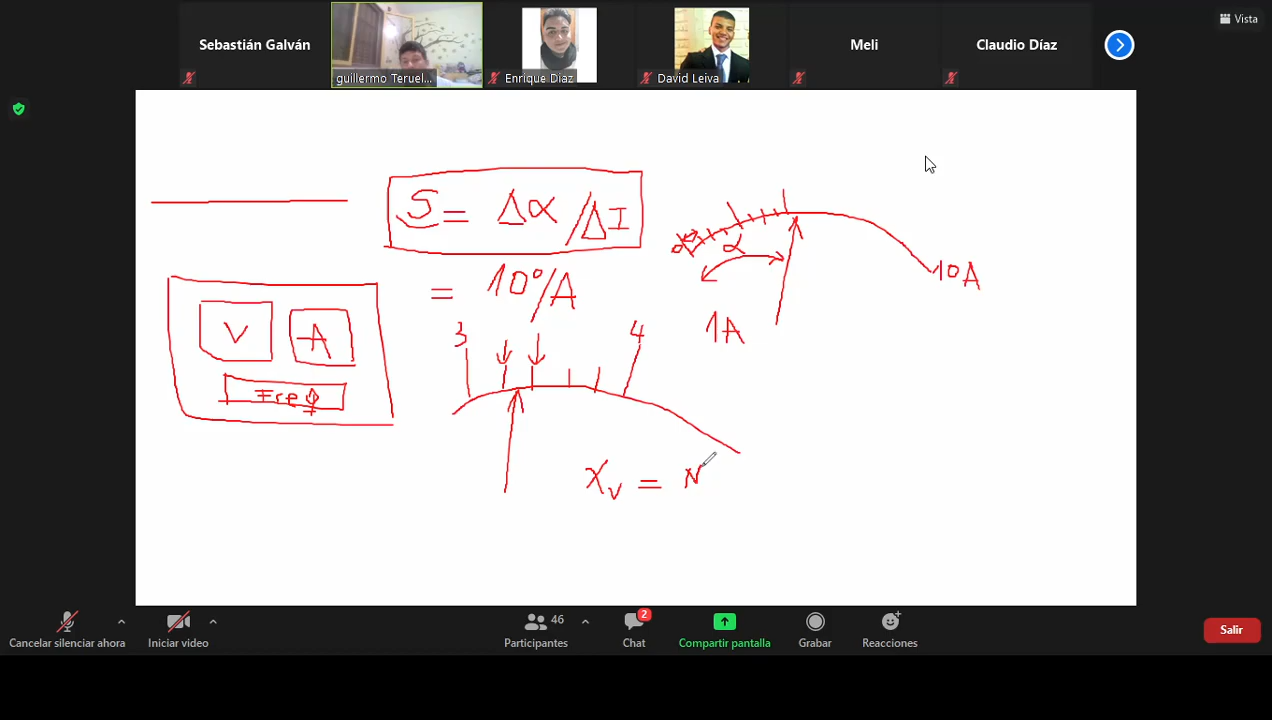 Vista
Sebastián Galván
guillermo Teruel...
Enrique Diaz
David Leiva
Meli
Claudio Díaz
S = Δα/ΔI
= 10°/A
V
A
Freq
3
4
α
10A
1A
Xv = N
Cancelar silenciar ahora
Iniciar video
46
Participantes
2
Chat
Compartir pantalla
Grabar
Reacciones
Salir